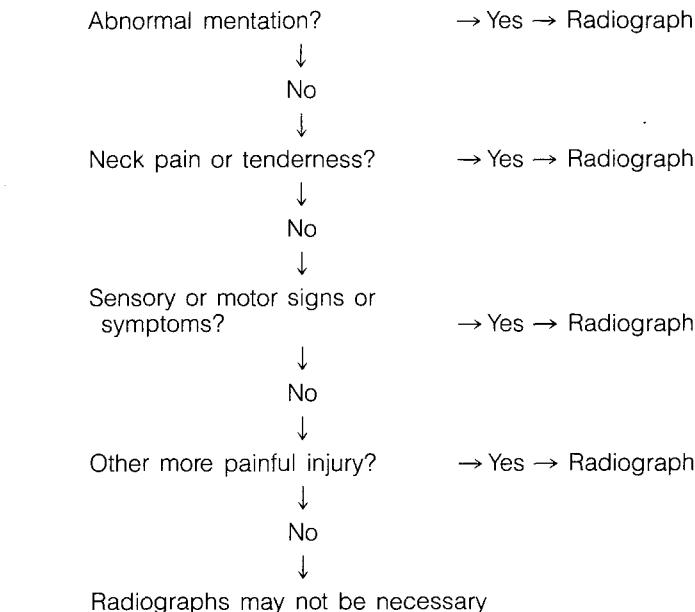 Abnormal mentation? → Yes → Radiograph
↓
No
↓
Neck pain or tenderness? → Yes → Radiograph
↓
No
↓
Sensory or motor signs or
symptoms? → Yes → Radiograph
↓
No
↓
Other more painful injury? → Yes → Radiograph
↓
No
↓
Radiographs may not be necessary